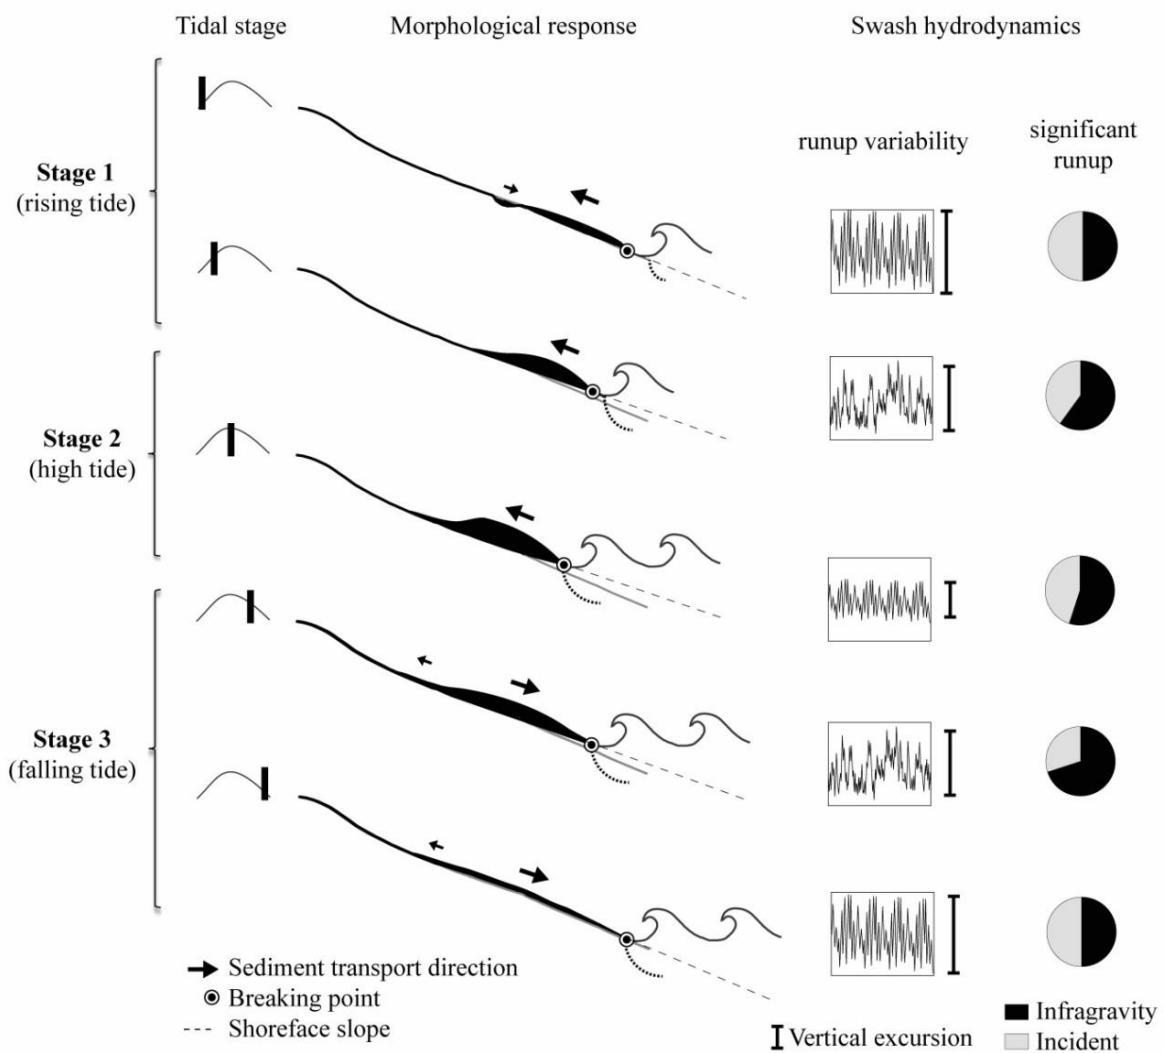 Tidal stage
Morphological response
Swash hydrodynamics
runup variability
significant
runup
Stage 1
(rising tide)
Stage 2
(high tide)
Stage 3
(falling tide)
Sediment transport direction
Breaking point
Shoreface slope
Vertical excursion
Infragravity
Incident